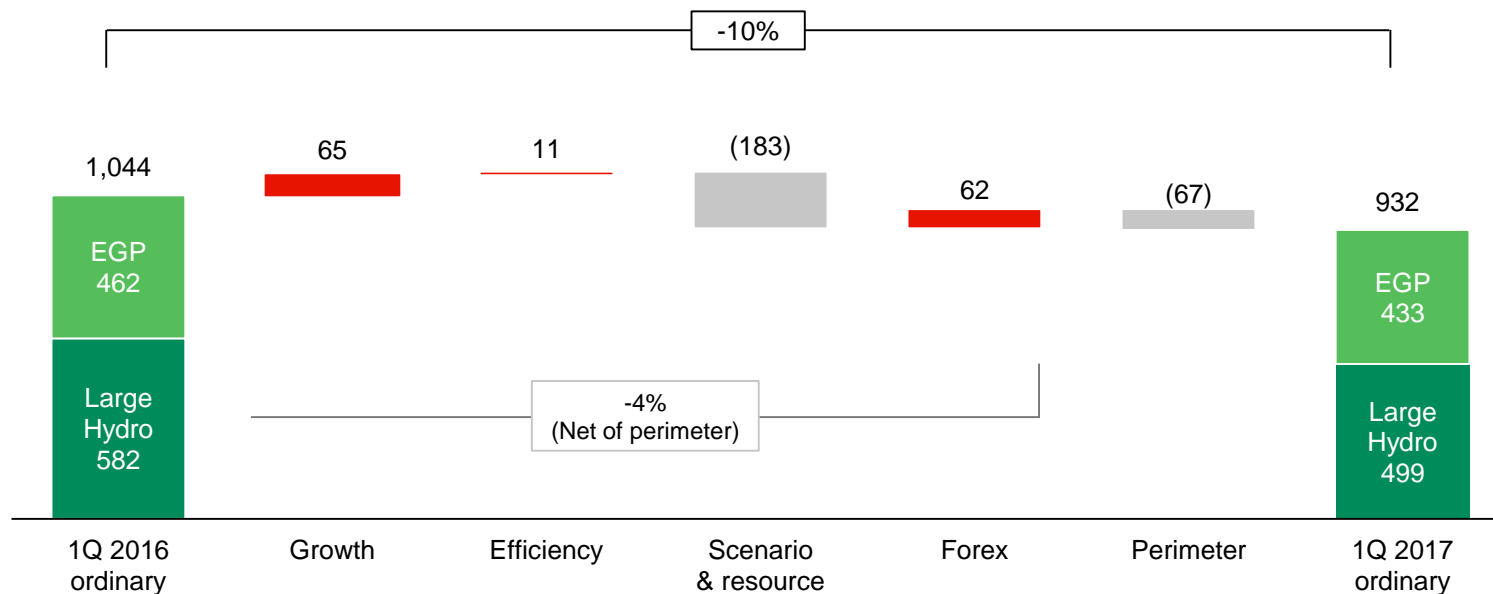 -10%
1,044
65
11
(183)
62
(67)
932
EGP
462
Large
Hydro
582
-4%
(Net of perimeter)
EGP
433
Large
Hydro
499
1Q 2016
ordinary
Growth
Efficiency
Scenario
& resource
Forex
Perimeter
1Q 2017
ordinary